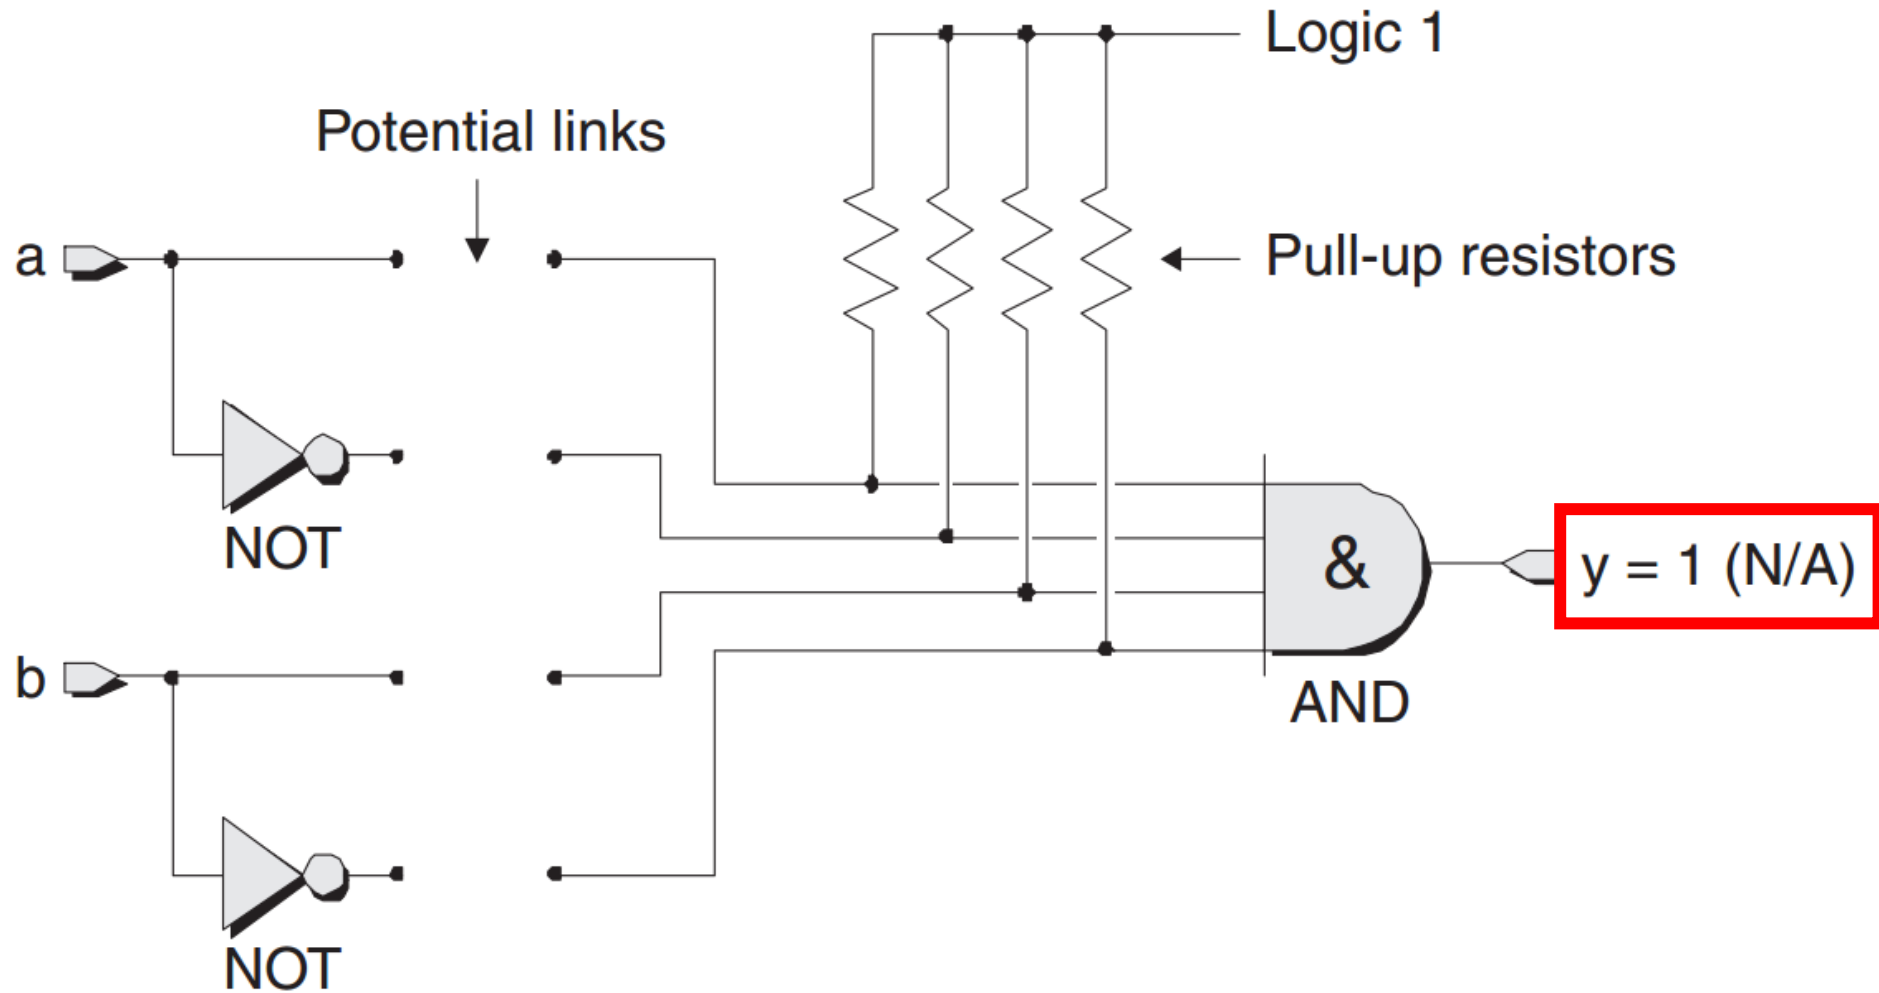 Logic 1
Potential links
a
Pull-up resistors
NOT
&
y = 1 (N/A)
b
AND
NOT